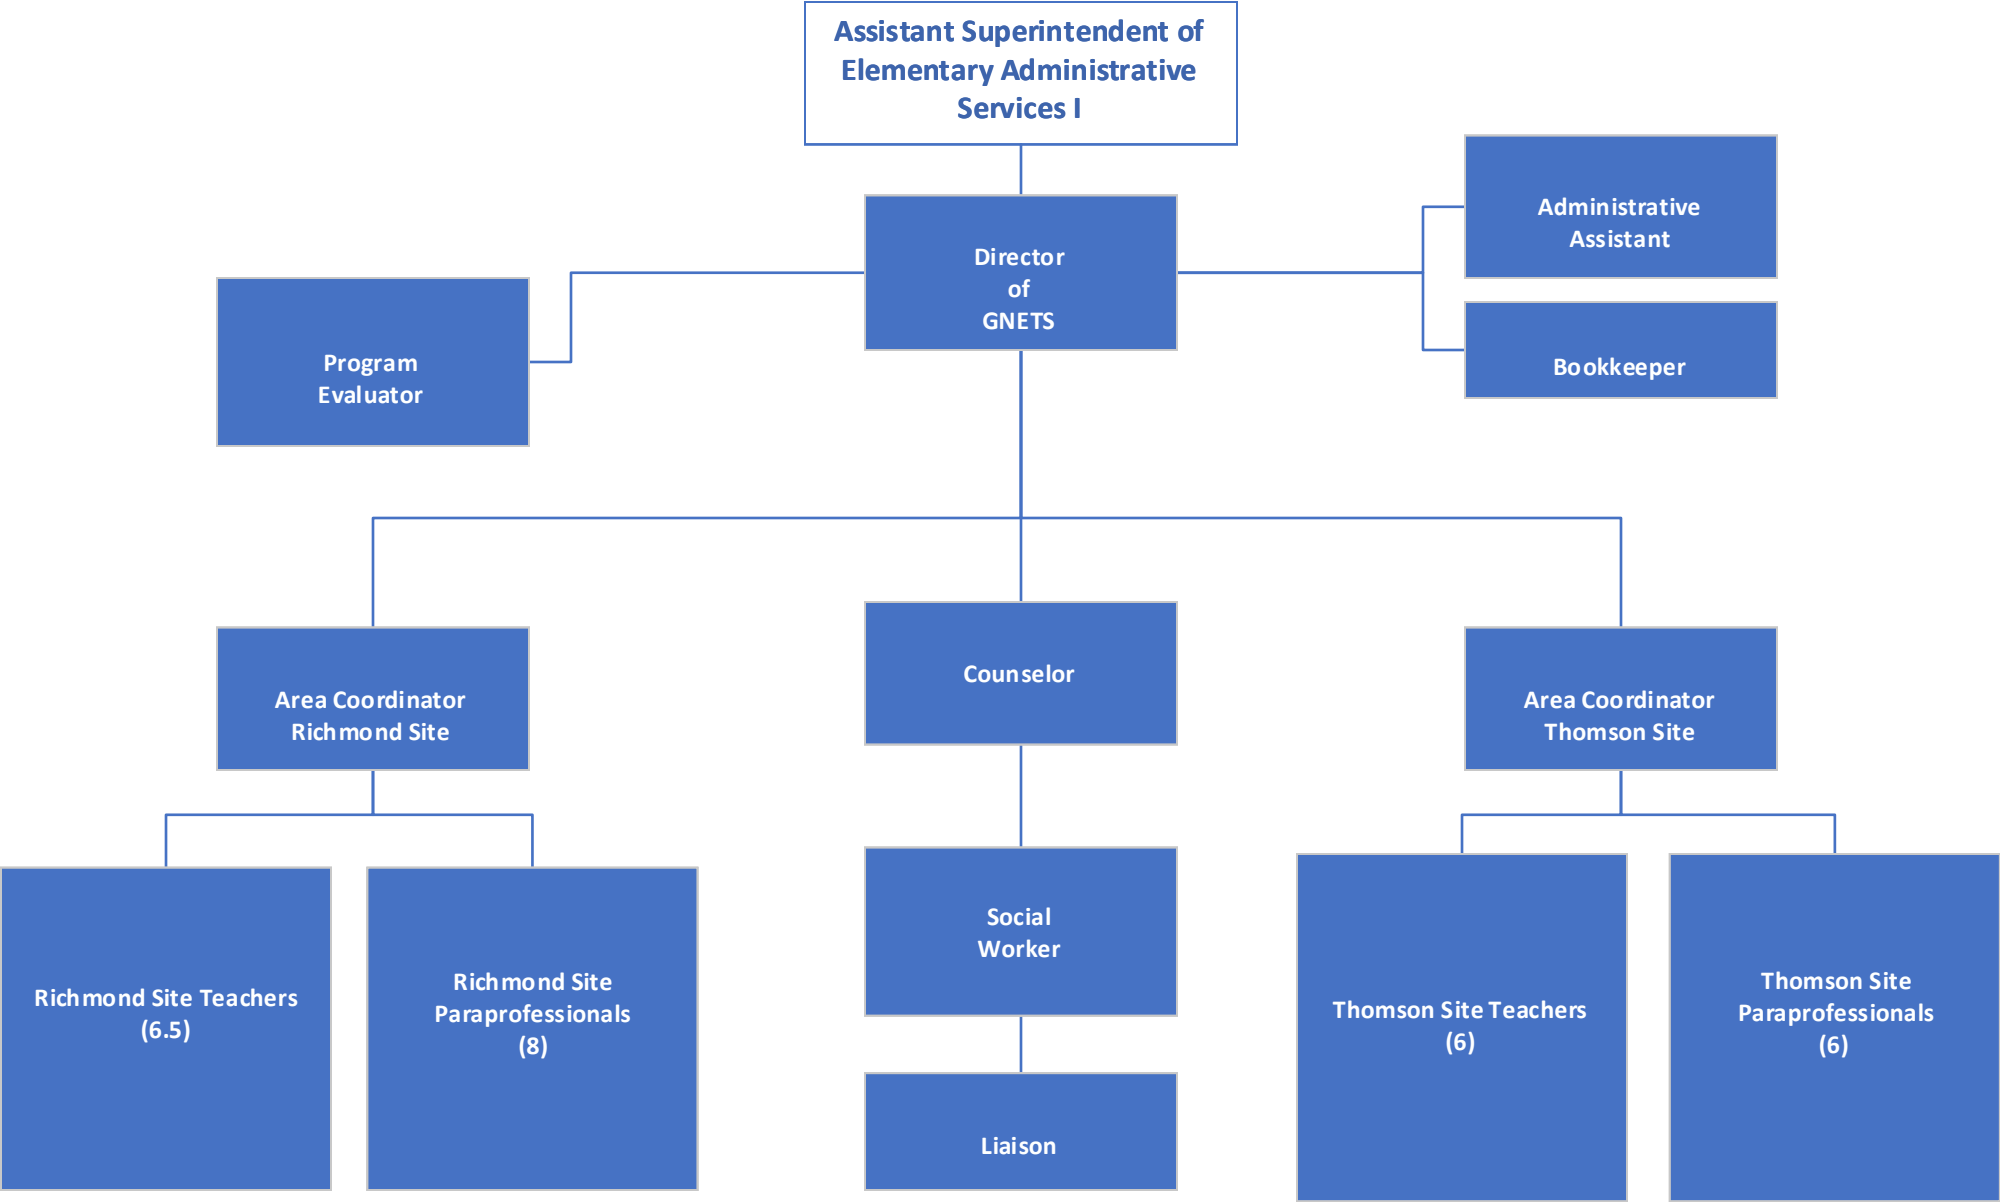 Assistant Superintendent of
Elementary Administrative
Services I
Administrative
Assistant
Director
of
GNETS
Program
Evaluator
Bookkeeper
Area Coordinator
Richmond Site
Counselor
Area Coordinator
Thomson Site
Richmond Site Teachers
(6.5)
Richmond Site
Paraprofessionals
(8)
Social
Worker
Liaison
Thomson Site Teachers
(6)
Thomson Site
Paraprofessionals
(6)